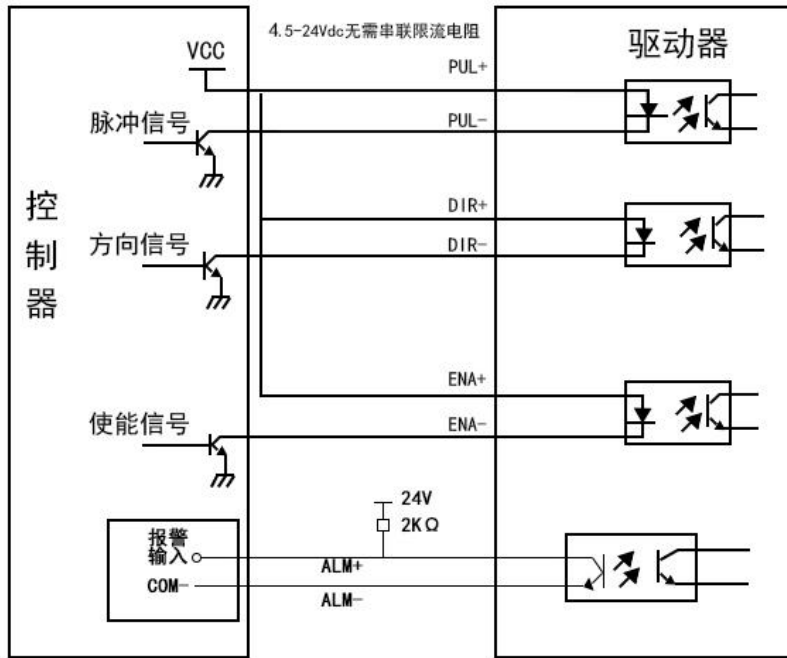 4.5-24Vdc无需串联限流电阻
驱动器
VCC
PUL+
脉冲信号
PUL-
控制器
DIR+
方向信号
DIR-
ENA+
使能信号
ENA-
24V
2KΩ
报警
输入
ALM+
COM-
ALM-